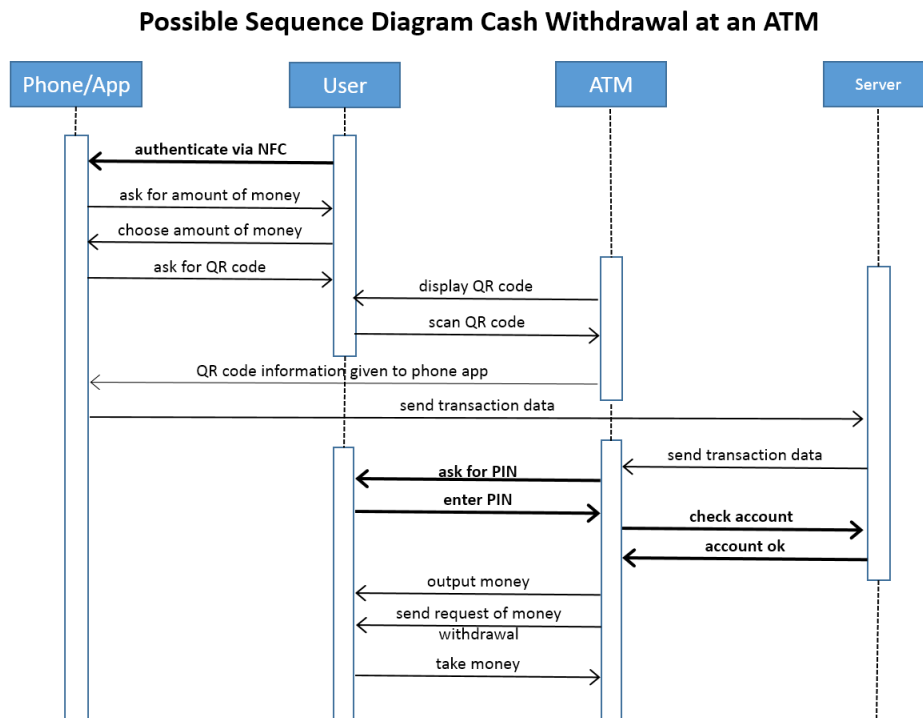 Possible Sequence Diagram Cash Withdrawal at an ATM
Phone/App
User
ATM
Server
authenticate via NFC
ask for amount of money
choose amount of money
ask for QR code
display QR code
scan QR code
QR code information given to phone app
send transaction data
send transaction data
ask for PIN
enter PIN
check account
account ok
output money
send request of money
withdrawal
take money